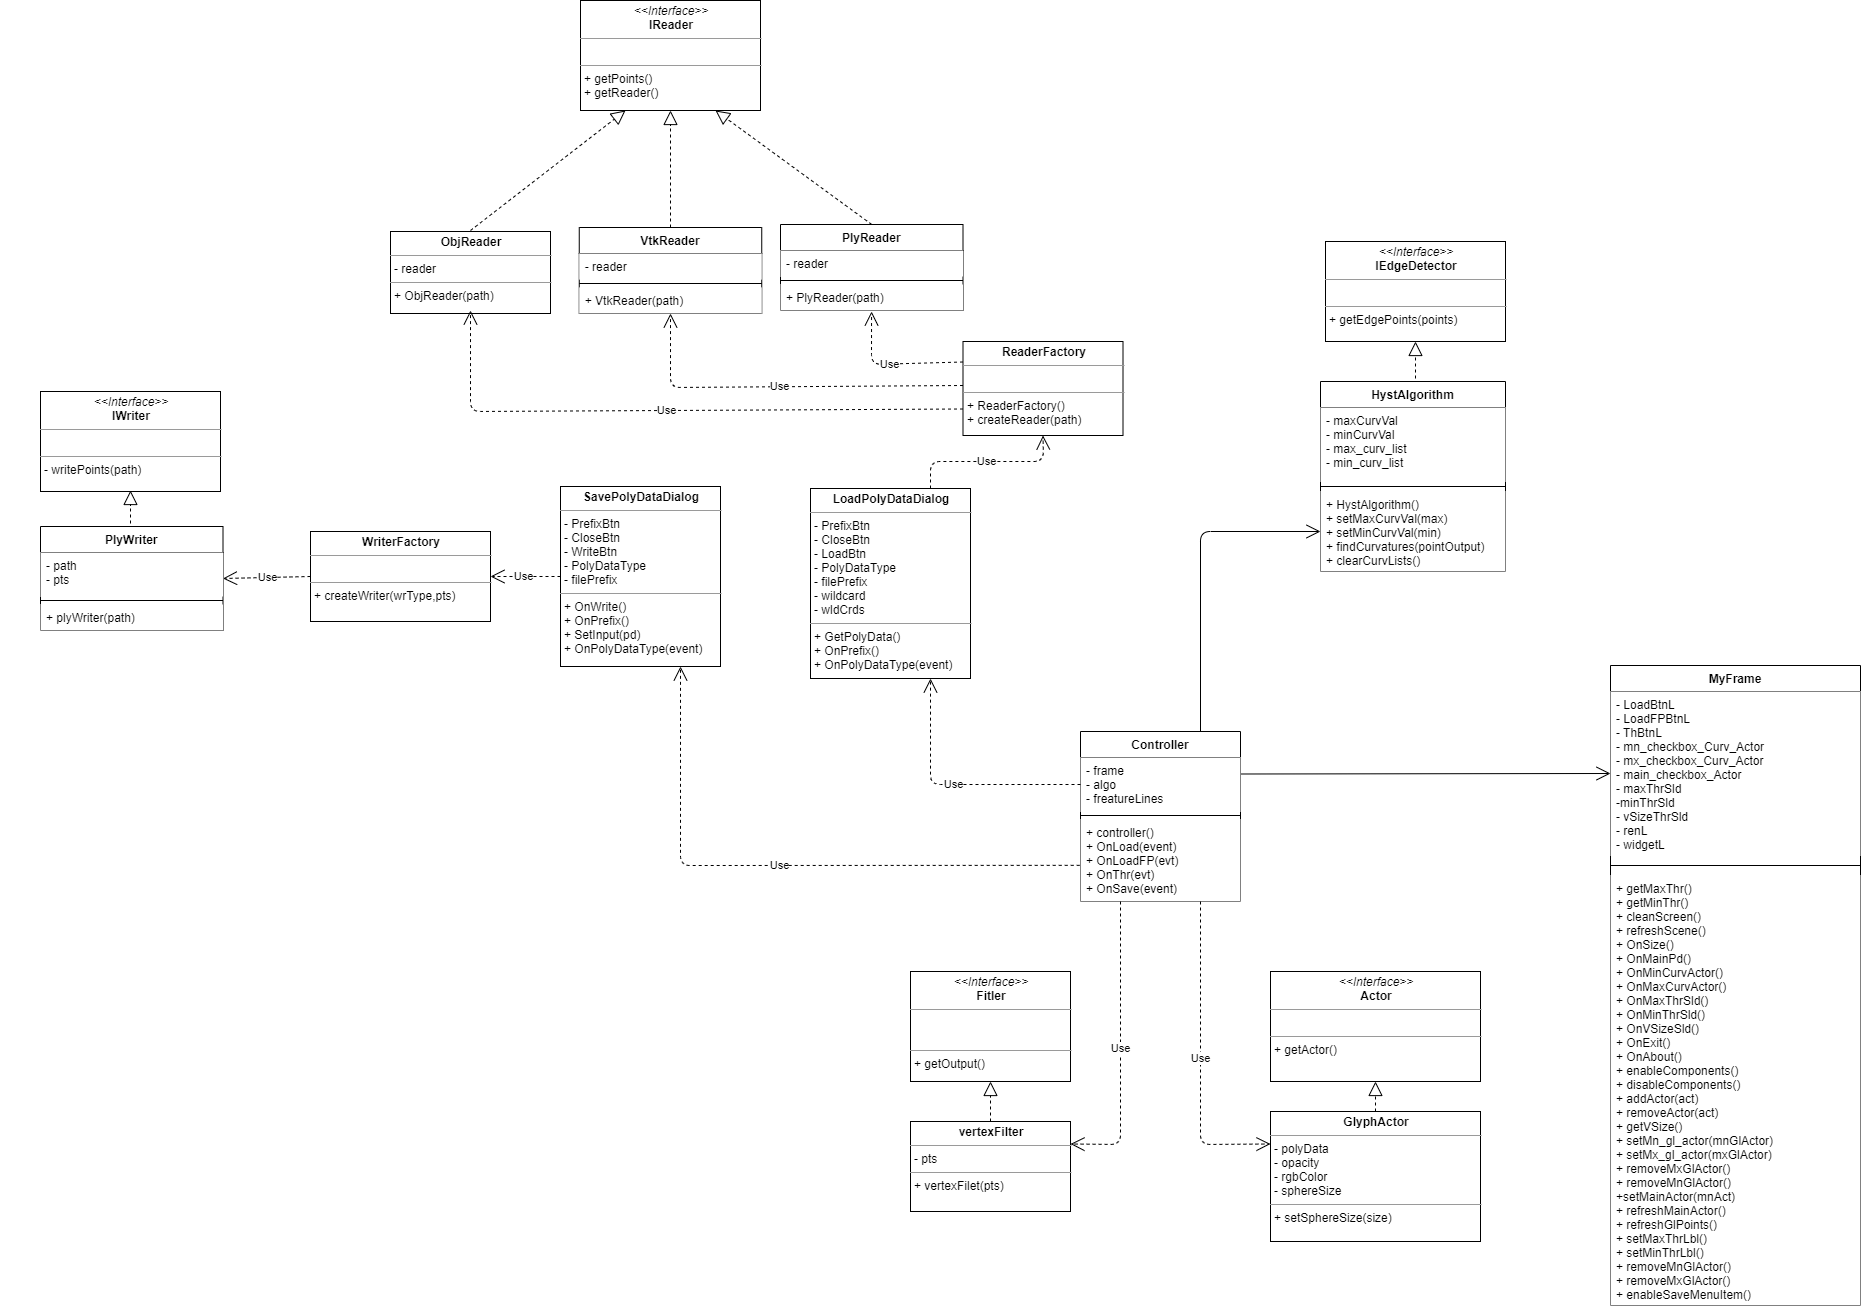 <<Interface>>
IReader
+ getPoints()
+ getReader()
ObjReader
- reader
+ ObjReader(path)
VtkReader
- reader
+ VtkReader(path)
PlyReader
- reader
+ PlyReader(path)
<<Interface>>
IEdgeDetector
+ getEdgePoints(points)
ReaderFactory
+ ReaderFactory()
+ createReader(path)
Use
Use
Use
Use
HystAlgorithm
- maxCurvVal
- minCurvVal
- max_curv_list
- min_curv_list
+ HystAlgorithm()
+ setMaxCurvVal(max)
+ setMinCurvVal(min)
+ findCurvatures(pointOutput)
+ clearCurvLists()
<<Interface>>
IWriter
- writePoints(path)
PlyWriter
- path
- pts
+ plyWriter(path)
Use
WriterFactory
+ createWriter(wrType,pts)
Use
SavePolyDataDialog
- PrefixBtn
- CloseBtn
- WriteBtn
- PolyDataType
- filePrefix
+ OnWrite()
+ OnPrefix()
+ SetInput(pd)
+ OnPolyDataType(event)
LoadPolyDataDialog
- PrefixBtn
- CloseBtn
- LoadBtn
- PolyDataType
- filePrefix
- wildcard
- wldCrds
+ GetPolyData()
+ OnPrefix()
+ OnPolyDataType(event)
Use
Use
Controller
- frame
- algo
- freatureLines
+ controller()
+ OnLoad(event)
+ OnLoadFP(evt)
+ OnThr(evt)
+ OnSave(event)
MyFrame
- LoadBtnL
- LoadFPBtnL
- ThBtnL
- mn_checkbox_Curv_Actor
- mx_checkbox_Curv_Actor
- main_checkbox_Actor
- maxThrSld
-minThrSld
- vSizeThrSld
- renL
- widgetL
+ getMaxThr()
+ getMinThr()
+ cleanScreen()
+ refreshScene()
+ OnSize()
+ OnMainPd()
+ OnMinCurvActor()
+ OnMaxCurvActor()
+ OnMaxThrSld()
+ OnMinThrSld()
+ OnVSizeSld()
+ OnExit()
+ OnAbout()
+ enableComponents()
+ disableComponents()
+ addActor(act)
+ removeActor(act)
+ getVSize()
+ setMn_gl_actor(mnGlActor)
+ setMx_gl_actor(mxGlActor)
+ removeMxGlActor()
+ removeMnGlActor()
+setMainActor(mnAct)
+ refreshMainActor()
+ refreshGlPoints()
+ setMaxThrLbl()
+ setMinThrLbl()
+ removeMnGlActor()
+ removeMxGlActor()
+ enableSaveMenuItem()
<<Interface>>
Fitler
+ getOutput()
Use
Use
<<Interface>>
Actor
+ getActor()
vertexFilter
- pts
+ vertexFilet(pts)
GlyphActor
- polyData
- opacity
- rgbColor
- sphereSize
+ setSphereSize(size)